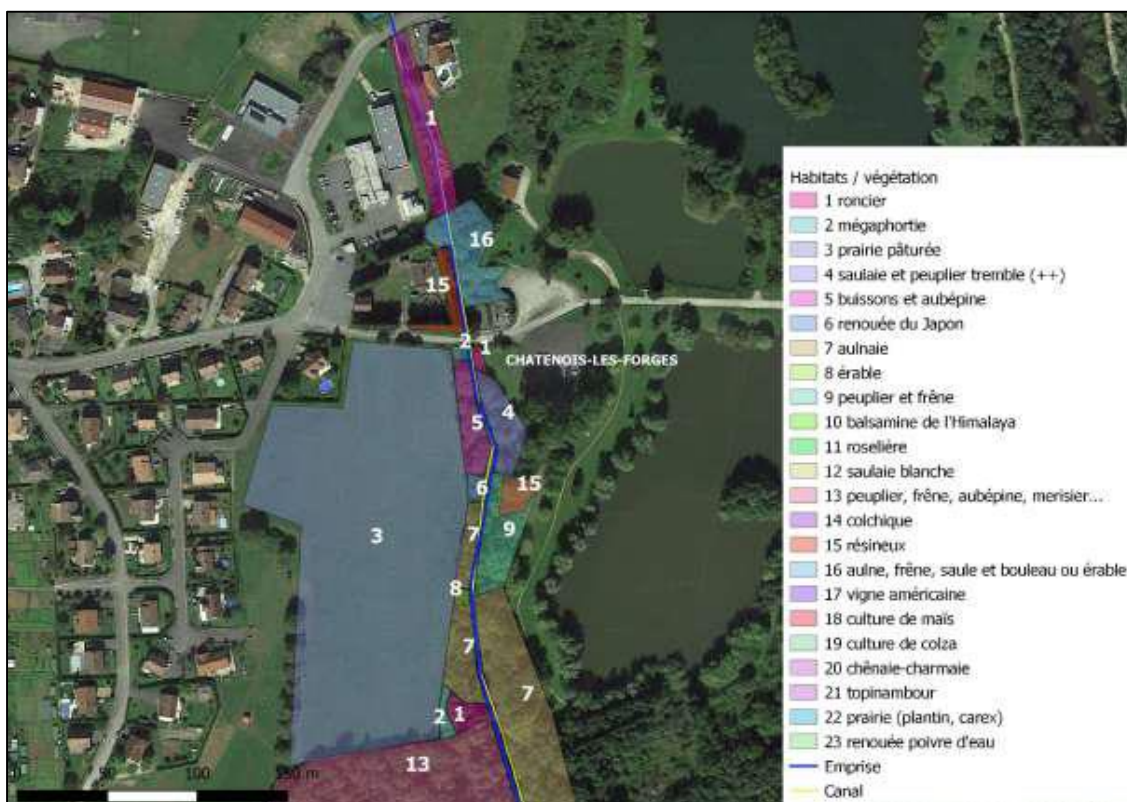 1
16
15
2
1
CHATENOIS-LES-FORGES
4
5
6
15
7
9
3
8
7
7
2
1
13
50
100
150 m
Habitats / végétation
1 roncier
2 mégaphortie
3 prairie pâturée
4 saulaie et peuplier tremble (++)
5 buissons et aubépine
6 renouée du Japon
7 aulnaie
8 érable
9 peuplier et frêne
10 balsamine de l'Himalaya
11 roselière
12 saulaie blanche
13 peuplier, frêne, aubépine, merisier...
14 colchique
15 résineux
16 aulne, frêne, saule et bouleau ou érable
17 vigne américaine
18 culture de maïs
19 culture de colza
20 chênaie-charmaie
21 topinambour
22 prairie (plantin, carex)
23 renouée poivre d'eau
Emprise
Canal